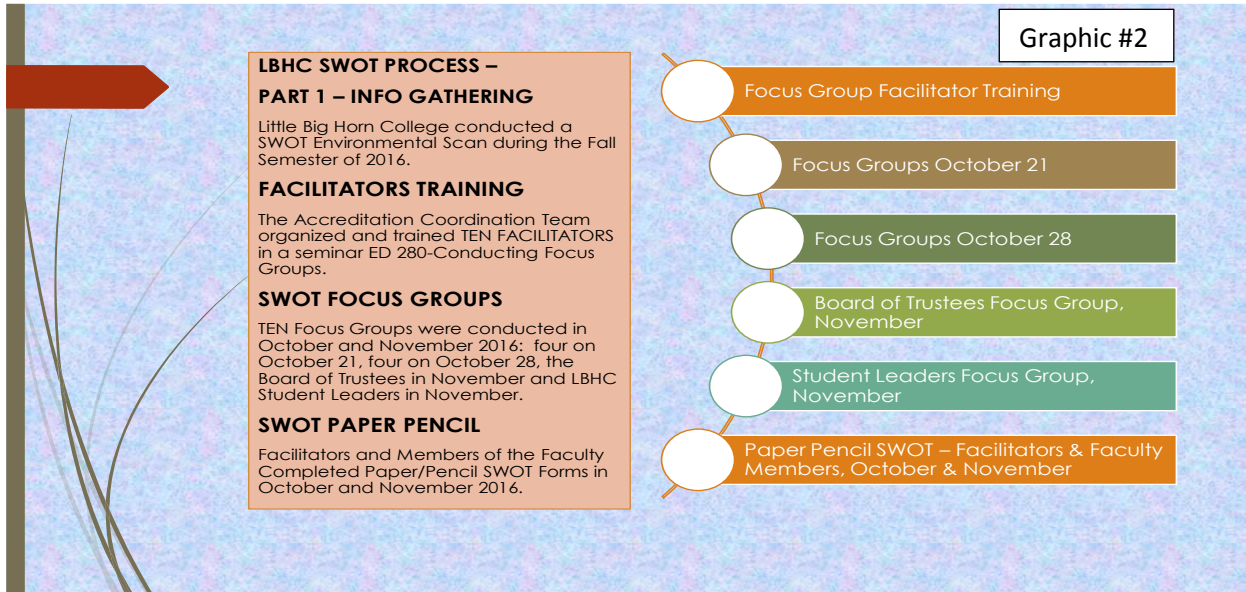 Graphic #2
LBHC SWOT PROCESS –
PART 1 – INFO GATHERING
Little Big Horn College conducted a
SWOT Environmental Scan during the Fall
Semester of 2016.
FACILITATORS TRAINING
The Accreditation Coordination Team
organized and trained TEN FACILITATORS
in a seminar ED 280-Conducting Focus
Groups.
SWOT FOCUS GROUPS
TEN Focus Groups were conducted in
October and November 2016:  four on
October 21, four on October 28, the
Board of Trustees in November and LBHC
Student Leaders in November.
SWOT PAPER PENCIL
Facilitators and Members of the Faculty
Completed Paper/Pencil SWOT Forms in
October and November 2016.
Focus Group Facilitator Training
Focus Groups October 21
Focus Groups October 28
Board of Trustees Focus Group,
November
Student Leaders Focus Group,
November
Paper Pencil SWOT – Facilitators & Faculty
Members, October & November